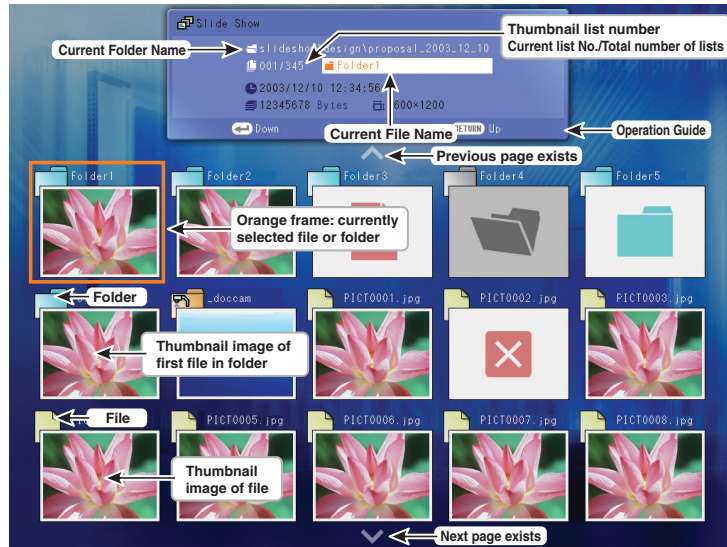 Slide Show
Thumbnail list number
Current list No./Total number of lists
Current Folder Name
slideshow design\proposal_2003_12_10
001/345
Folder1
2003/12/10 12:34:56
12345678 Bytes
600×1200
Down
Current File Name
RETURN Up
Operation Guide
Previous page exists
Folder1
Folder2
Folder3
Folder4
Folder5
Orange frame: currently
selected file or folder
Folder
_doccam
PICT0001.jpg
PICT0002.jpg
PICT0003.jpg
Thumbnail image of
first file in folder
File
PICT0005.jpg
PICT0006.jpg
PICT0007.jpg
PICT0008.jpg
Thumbnail
image of file
Next page exists